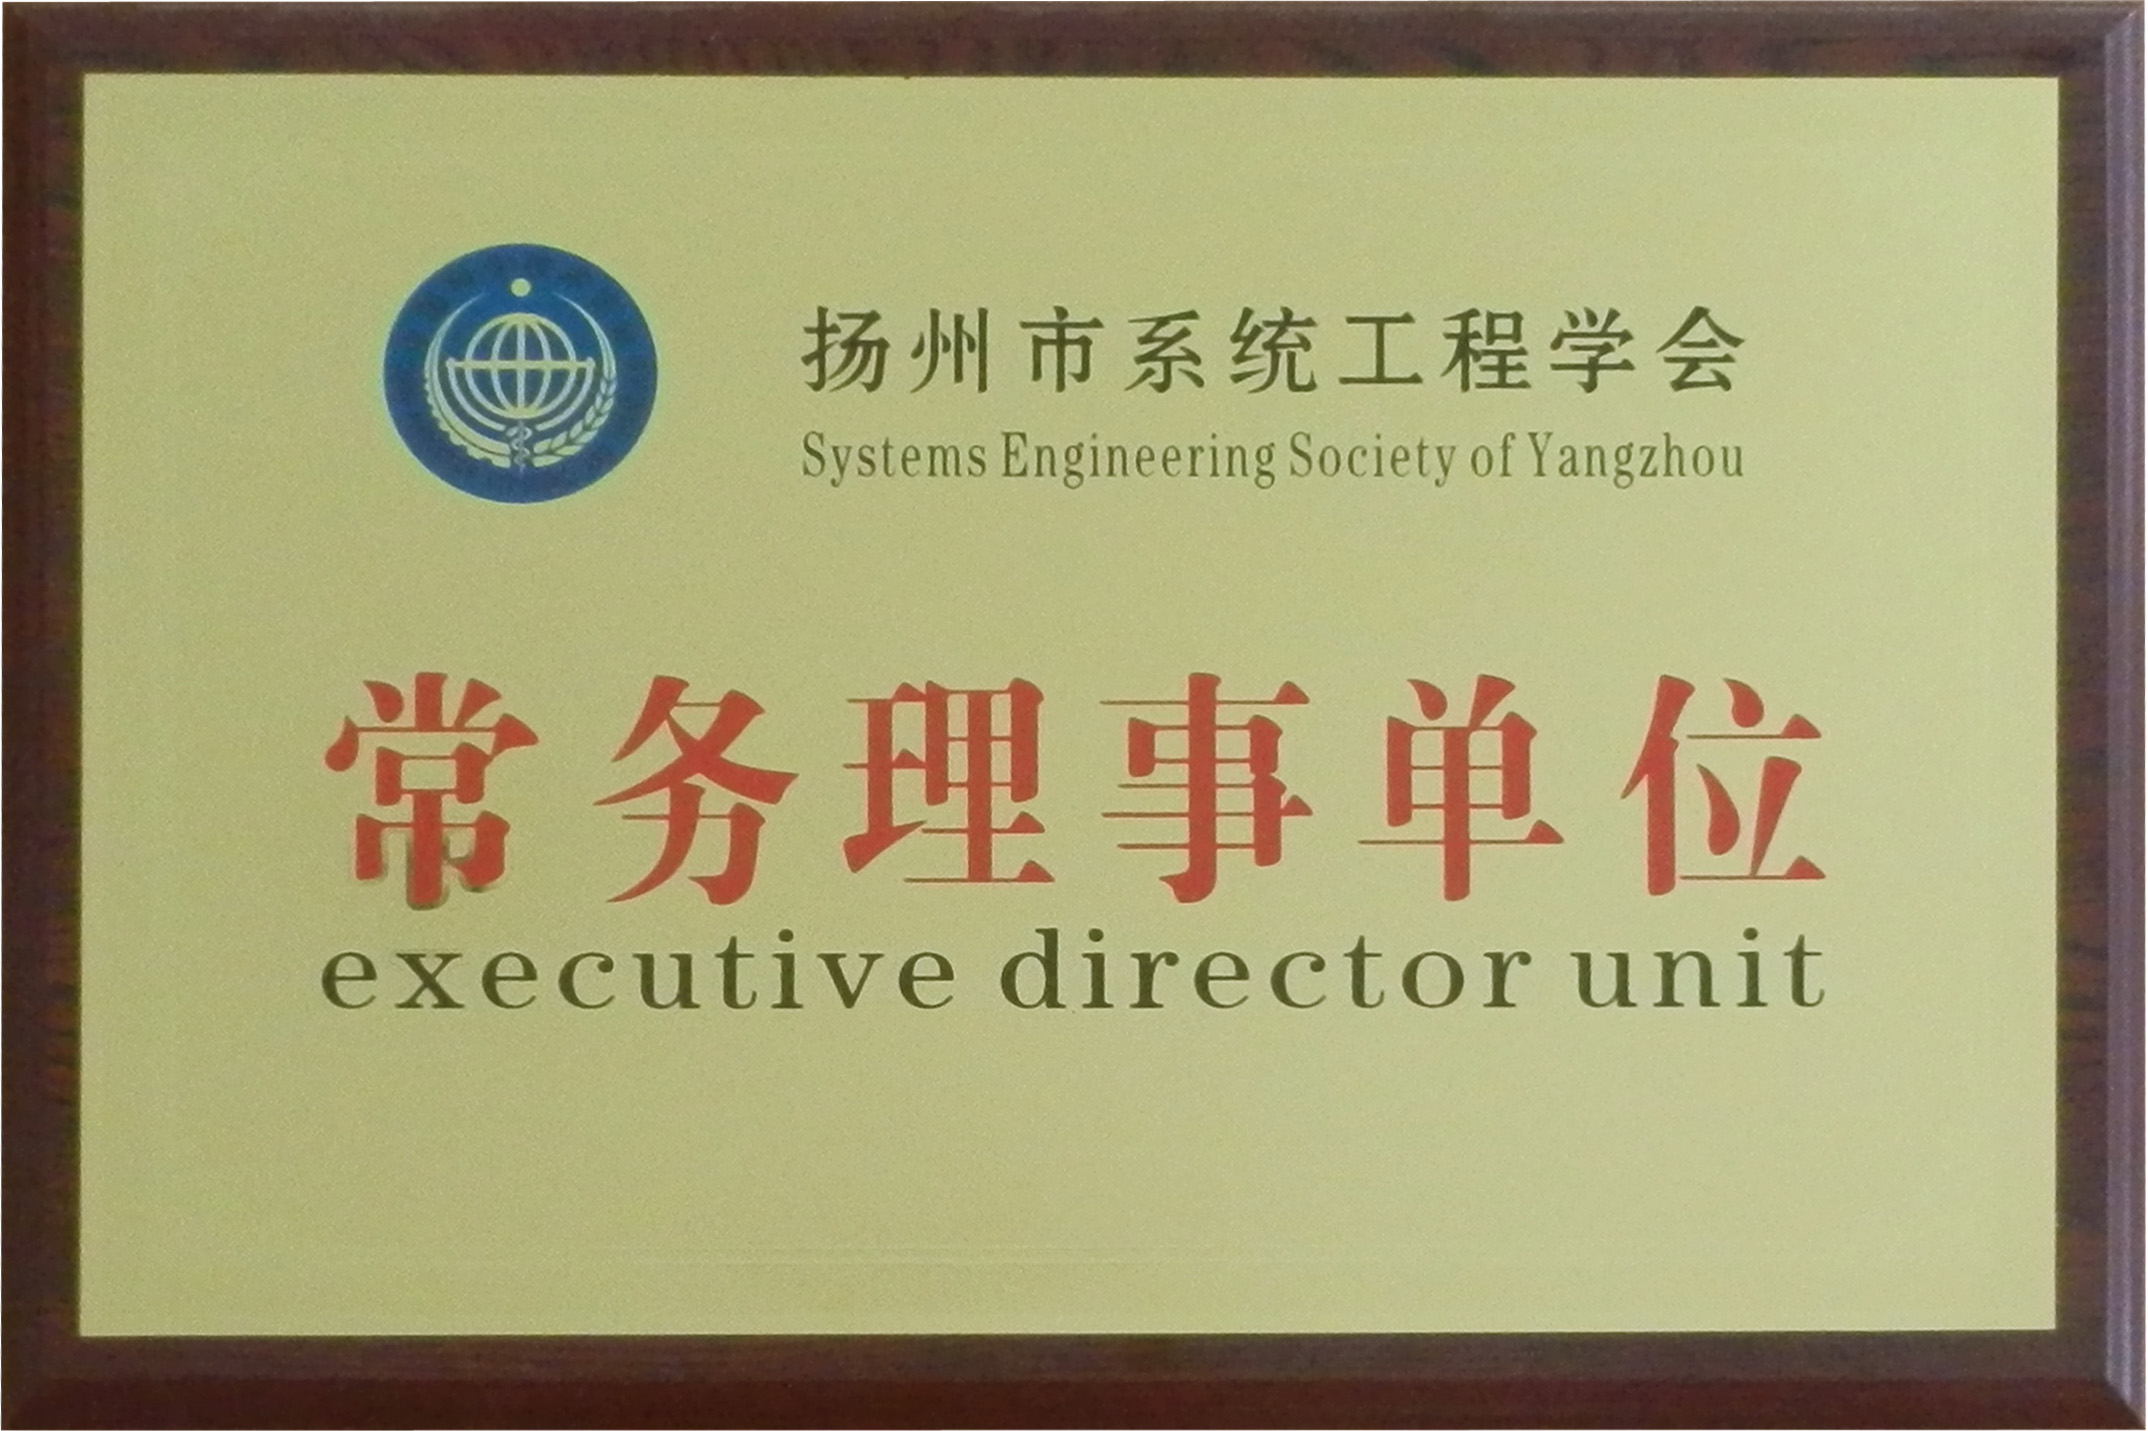 扬州市系统工程学会
Systems Engineering Society of Yangzhou
常务理事单位
executive director unit